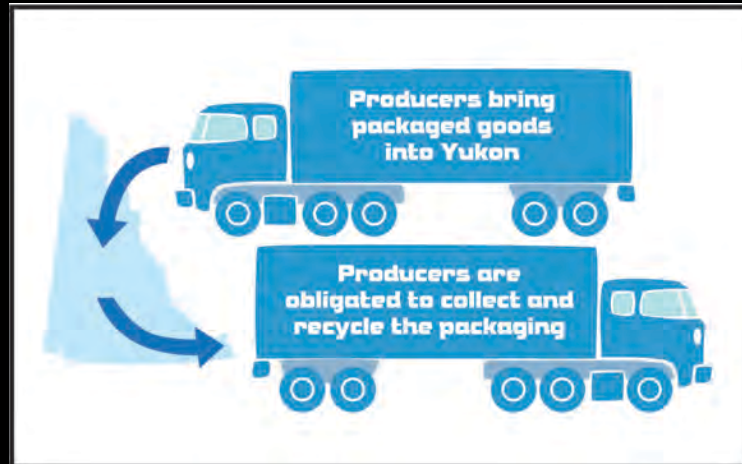 Producers bring
packaged goods
into Yukon
Producers are
obligated to collect and
recycle the packaging